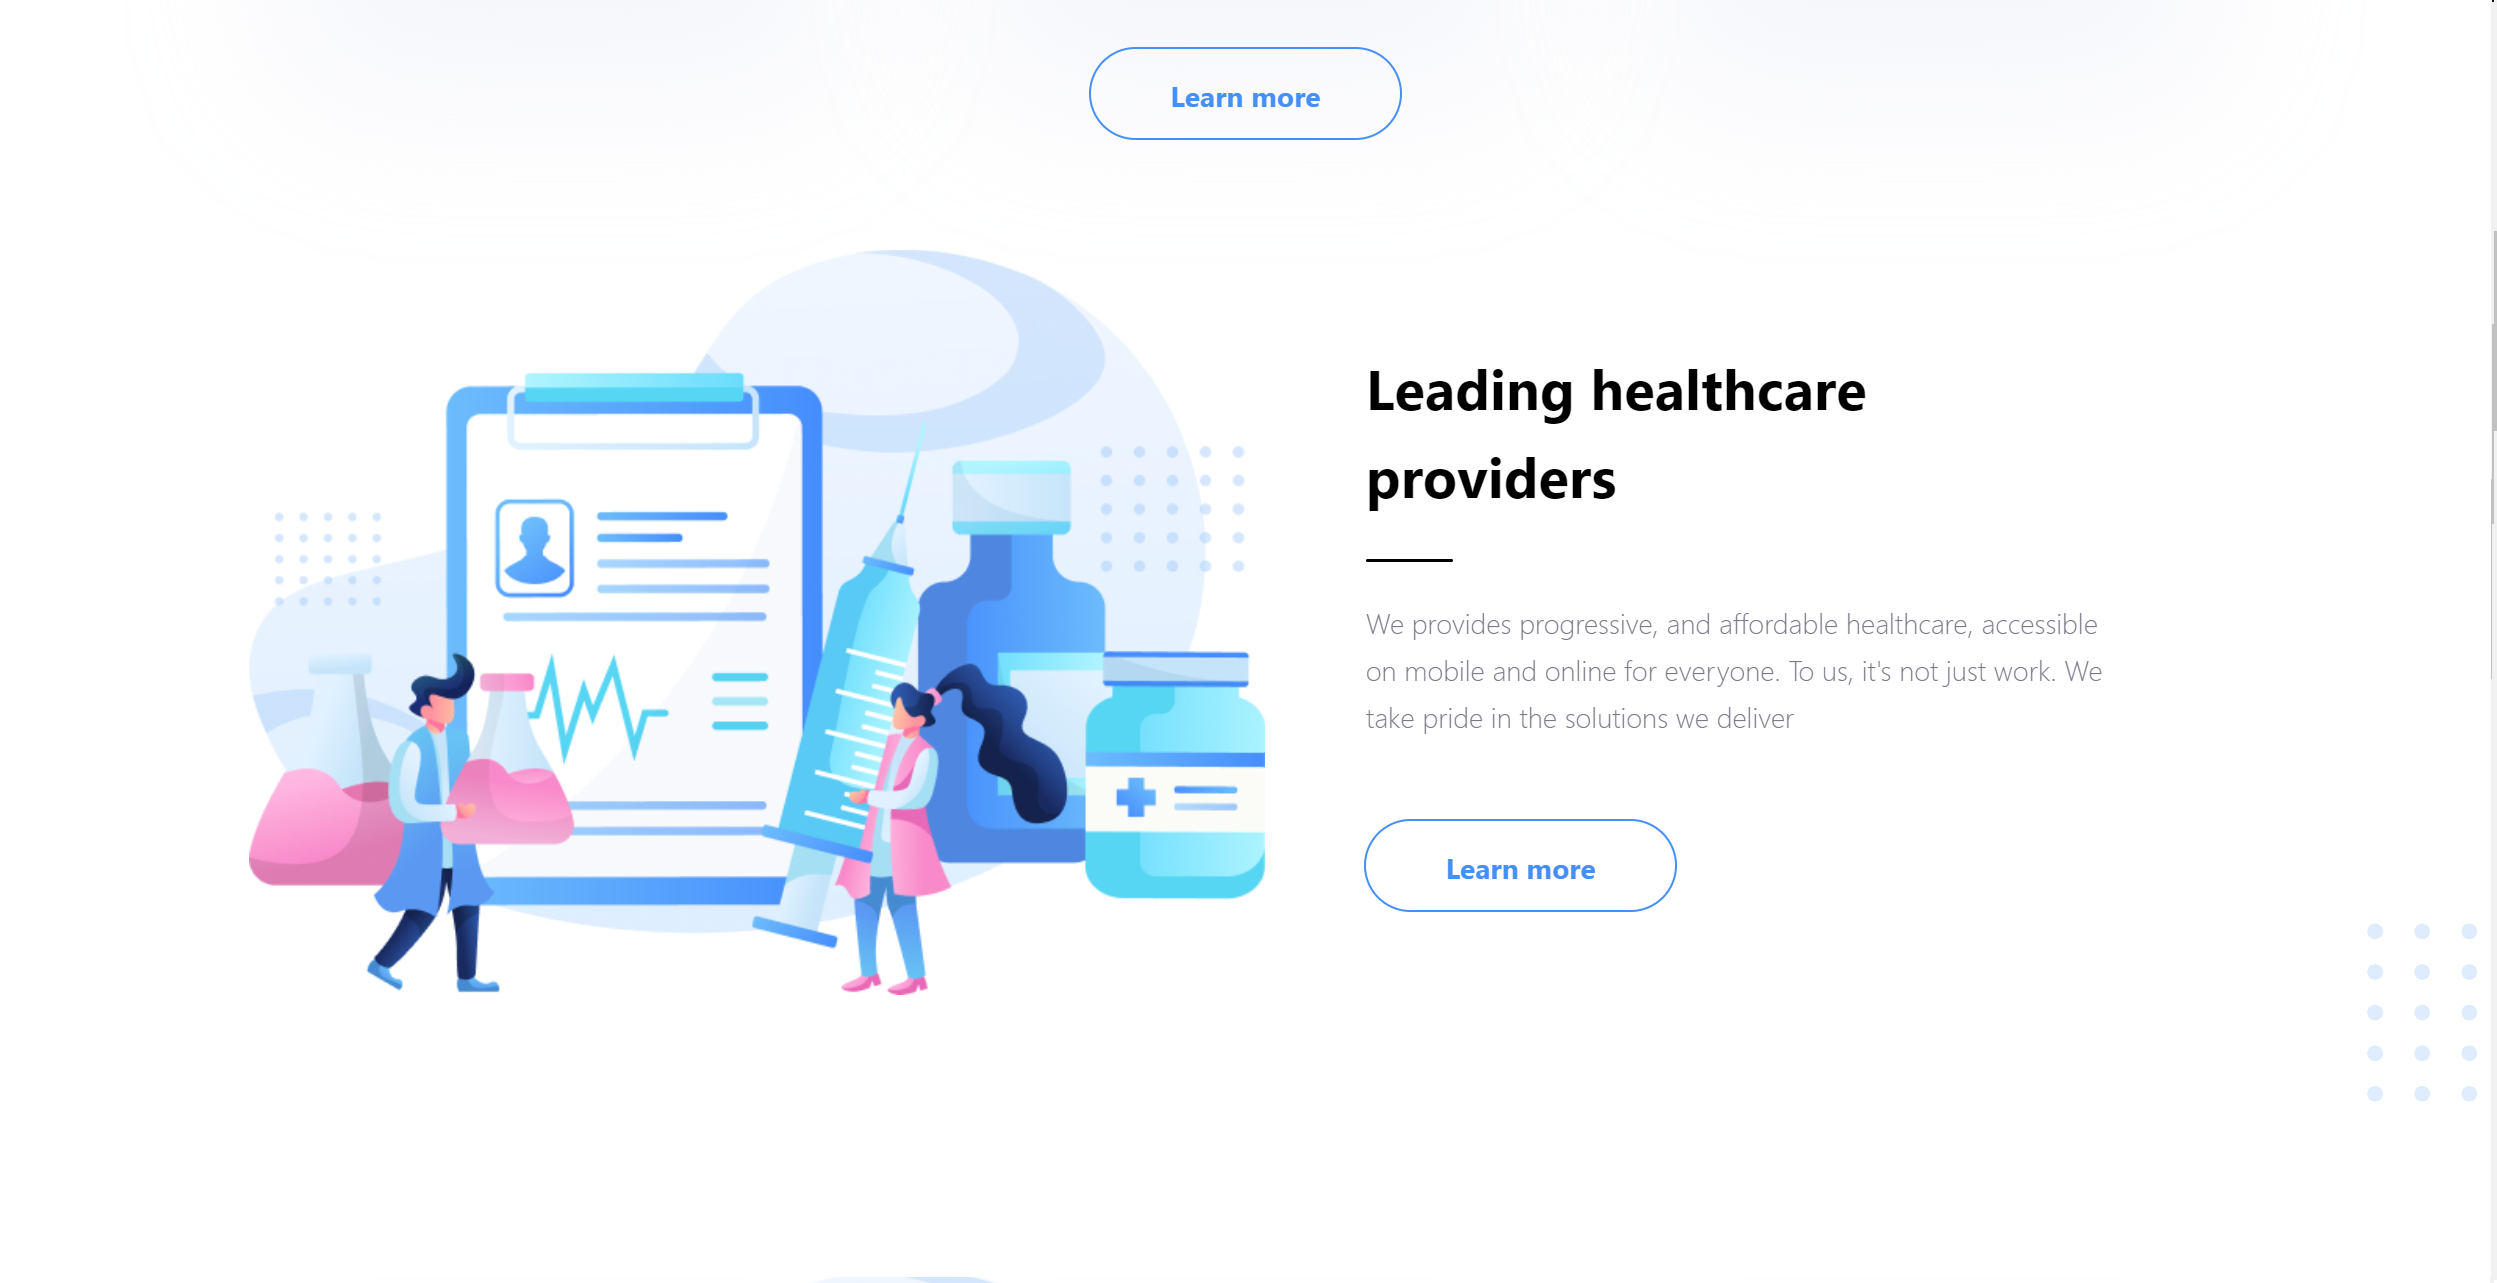 Learn more
Leading healthcare
providers
We provides progressive, and affordable healthcare, accessible
on mobile and online for everyone. To us, it's not just work. We
take pride in the solutions we deliver
Learn more